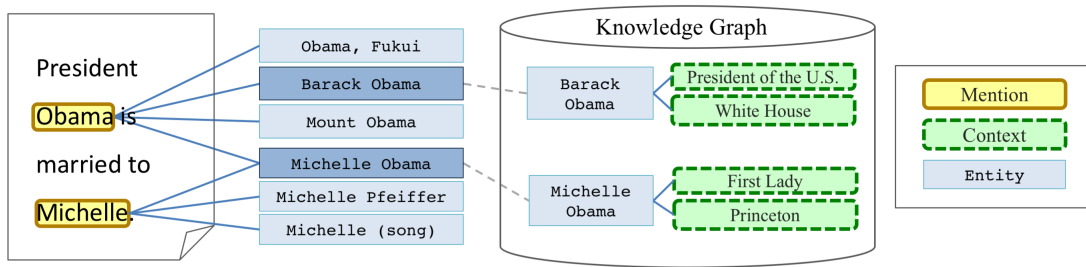 President
Obama is
married to
Michelle.
Obama, Fukui
Barack Obama
Mount Obama
Michelle Obama
Michelle Pfeiffer
Michelle (song)
Knowledge Graph
Barack
Obama
President of the U.S.
White House
Michelle
Obama
First Lady
Princeton
Mention
Context
Entity